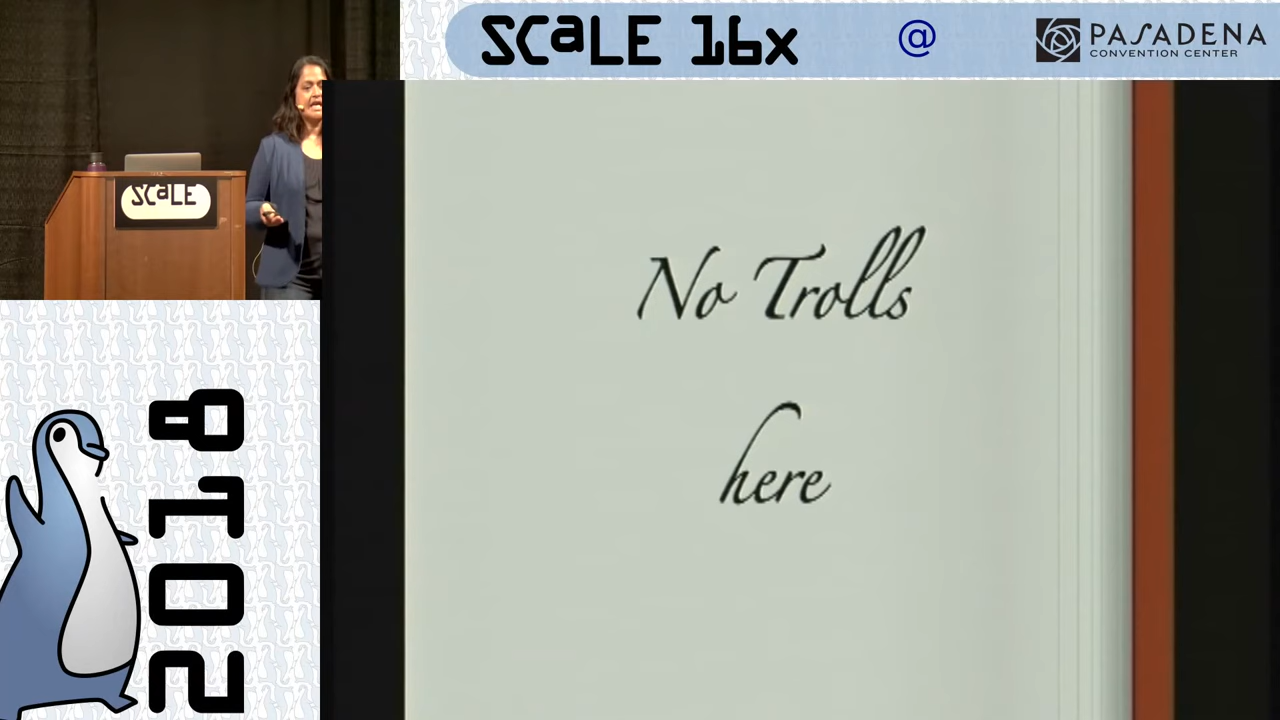 SCaLE 16x
@
PASADENA
CONVENTION CENTER
SCALE
No Trolls
here
2018